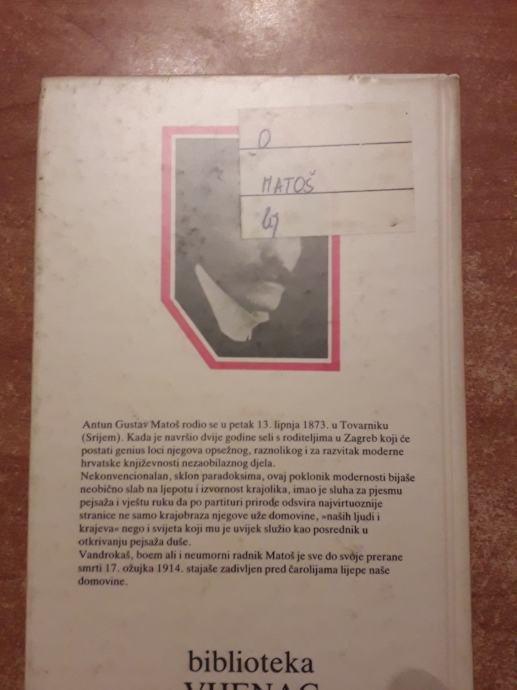 O
MATOŠ
Antun Gustav Matoš rodio se u petak 13. lipnja 1873. u Tovarniku
(Srijem). Kada je navršio dvije godine seli s roditeljima u Zagreb koji će
postati genius loci njegova opsežnog, raznolikog i za razvitak moderne
hrvatske književnosti nezaobilaznog djela.
Nekonvencionalan, sklon paradoksima, ovaj poklonik modernosti bijaše
neobično slab na ljepotu i izvornost krajolika, imao je sluha za pjesmu
pejsaža i vještu ruku da po partituri prirode odsvira najvirtuoznije
stranice ne samo krajobraza njegove uže domovine, »naših ljudi i
krajeva« nego i svijeta koji mu je uvijek služio kao posrednik u
otkrivanju pejsaža duše.
Vandrokaš, boem ali i neumorni radnik Matoš je sve do svoje prerane
smrti 17. ožujka 1914. stajaše zadivljen pred čarolijama lijepe naše
domovine.
biblioteka
VIJENAC